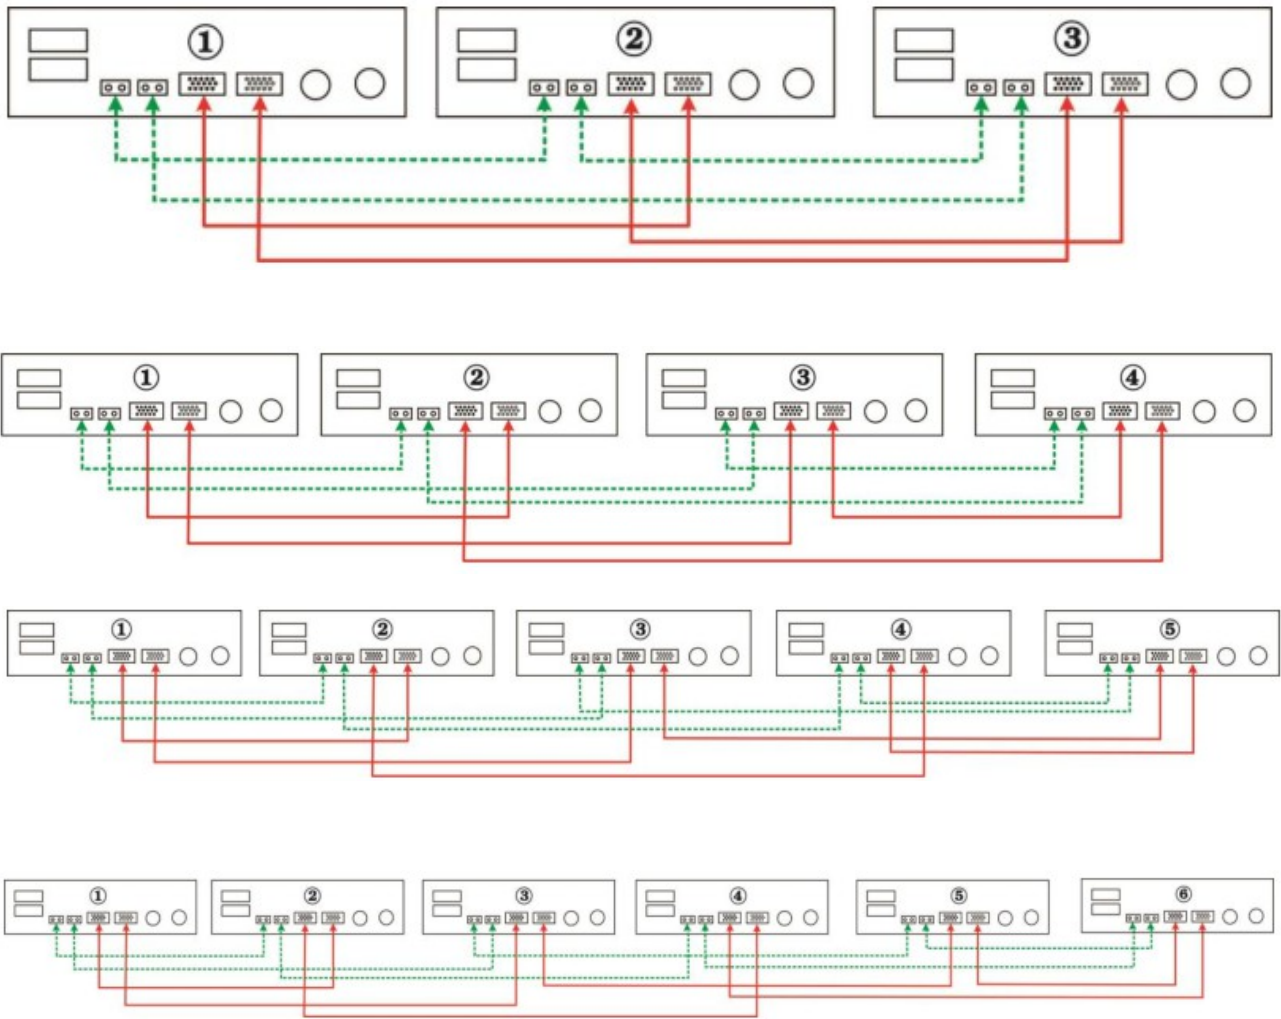 ① ② ③
① ② ③ ④
① ② ③ ④ ⑤
① ② ③ ④ ⑤ ⑥